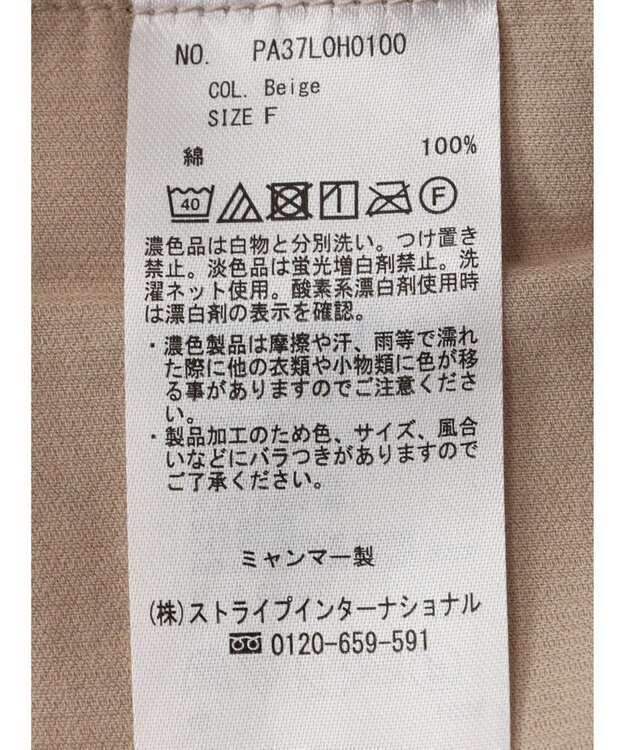 NO. PA37L0H0100
COL. Beige
SIZE F
綿 100%
40 F
濃色品は白物と分別洗い。つけ置き
禁止。淡色品は蛍光増白剤禁止。洗
濯ネット使用。酸素系漂白剤使用時
は漂白剤の表示を確認。
・濃色製品は摩擦や汗、雨等で濡れ
た際に他の衣類や小物類に色が移
る事がありますのでご注意くださ
い。
・製品加工のため色、サイズ、風合
いなどにバラつきがありますので
ご了承ください。
ミャンマー製
(株)ストライプインターナショナル
0120-659-591